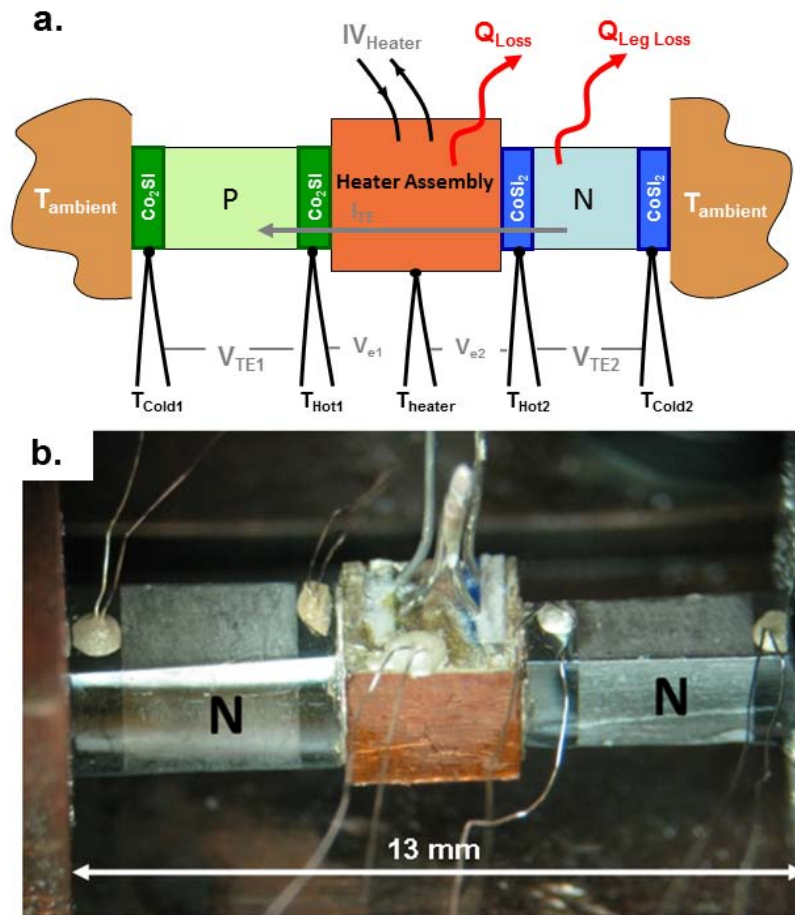 a.
IV_Heater
Q_Loss
Q_Leg Loss
T_ambient
Co₂Si
P
Co₂Si
Heater Assembly
I_TE
CoSi₂
N
CoSi₂
T_ambient
V_TE1
V_e1
V_e2
V_TE2
T_Cold1
T_Hot1
T_heater
T_Hot2
T_Cold2
b.
N
N
13 mm